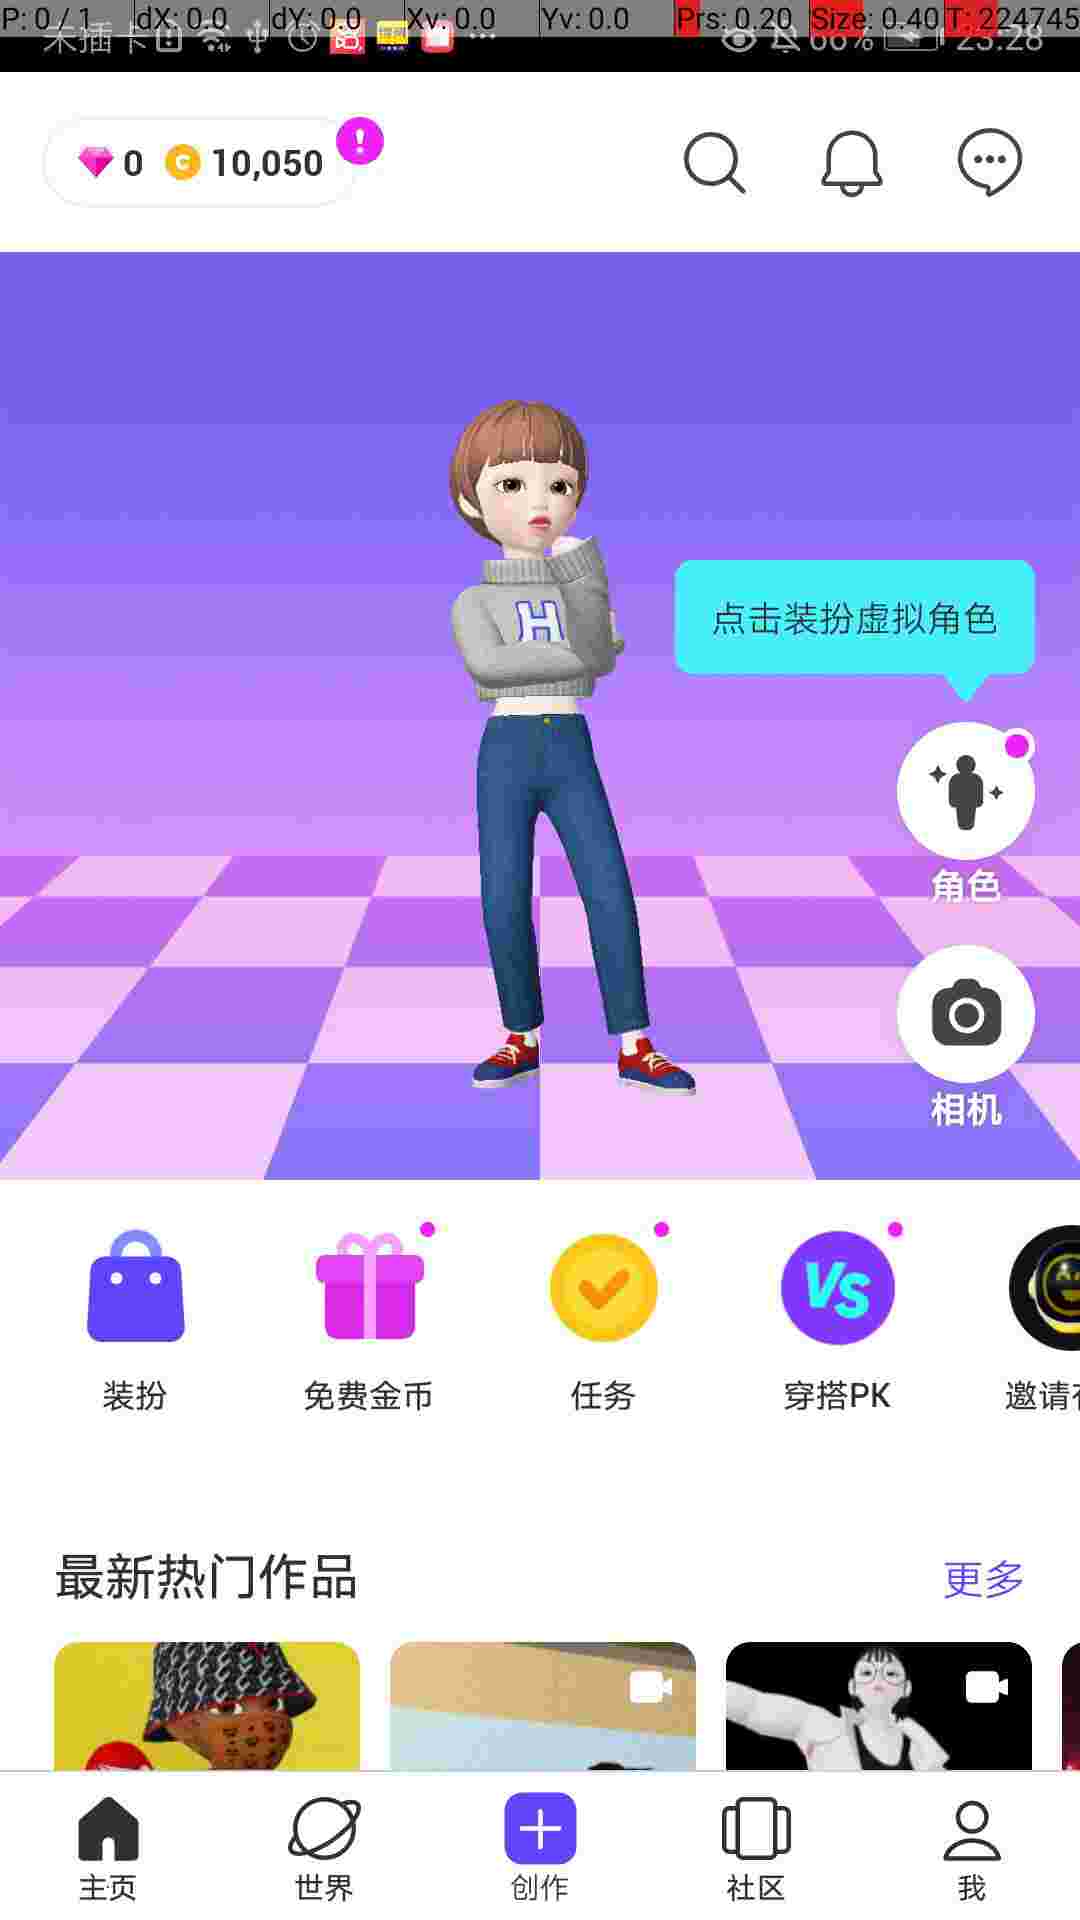 P: 0 / 1 dX: 0.0 dY: 0.0 Xv: 0.0 Yv: 0.0 Prs: 0.20 Size: 0.40 T: 224745
未插卡 66% 23:28
0 10,050
点击装扮虚拟角色
H
角色
相机
VS
装扮 免费金币 任务 穿搭PK 邀请
最新热门作品 更多
主页 世界 创作 社区 我